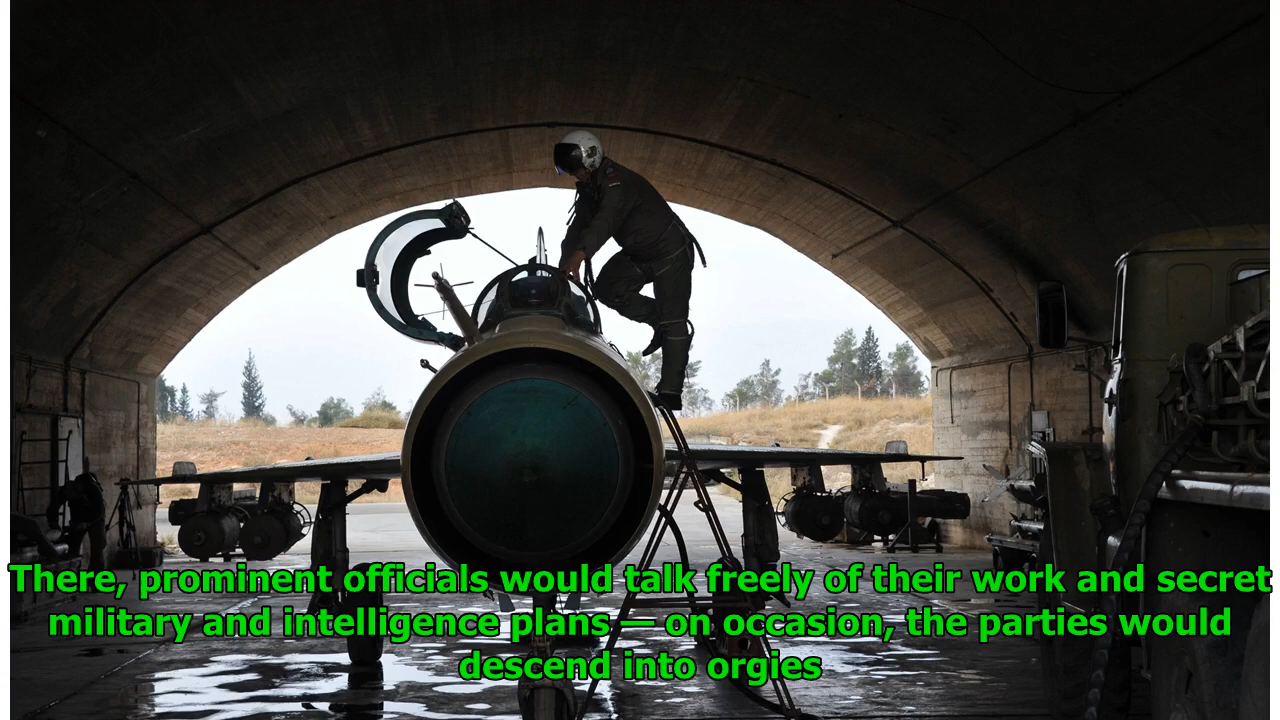 There, prominent officials would talk freely of their work and secret
military and intelligence plans — on occasion, the parties would
descend into orgies